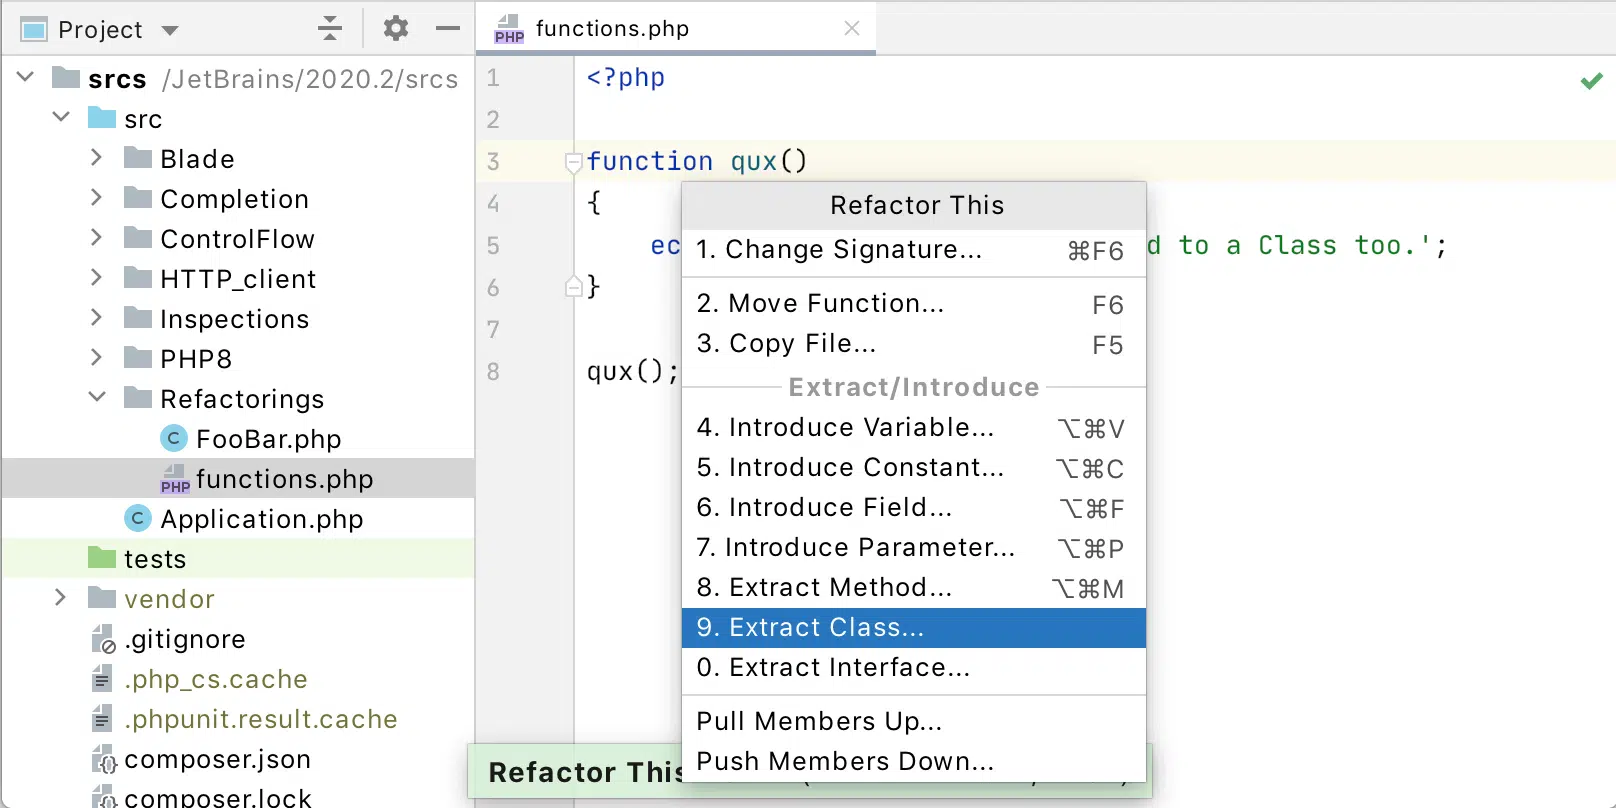 Project
srcs /JetBrains/2020.2/srcs
src
Blade
Completion
ControlFlow
HTTP_client
Inspections
PHP8
Refactorings
C FooBar.php
PHP functions.php
C Application.php
tests
vendor
.gitignore
.php_cs.cache
.phpunit.result.cache
{} composer.json
{} composer.lock
PHP functions.php
1 <?php
2
3 function qux()
4 {
5 ec d to a Class too.';
6 }
7
8 qux();
Refactor This
1. Change Signature... ⌘F6
2. Move Function... F6
3. Copy File... F5
Extract/Introduce
4. Introduce Variable... ⌥⌘V
5. Introduce Constant... ⌥⌘C
6. Introduce Field... ⌥⌘F
7. Introduce Parameter... ⌥⌘P
8. Extract Method... ⌥⌘M
9. Extract Class...
0. Extract Interface...
Pull Members Up...
Push Members Down...
Refactor This